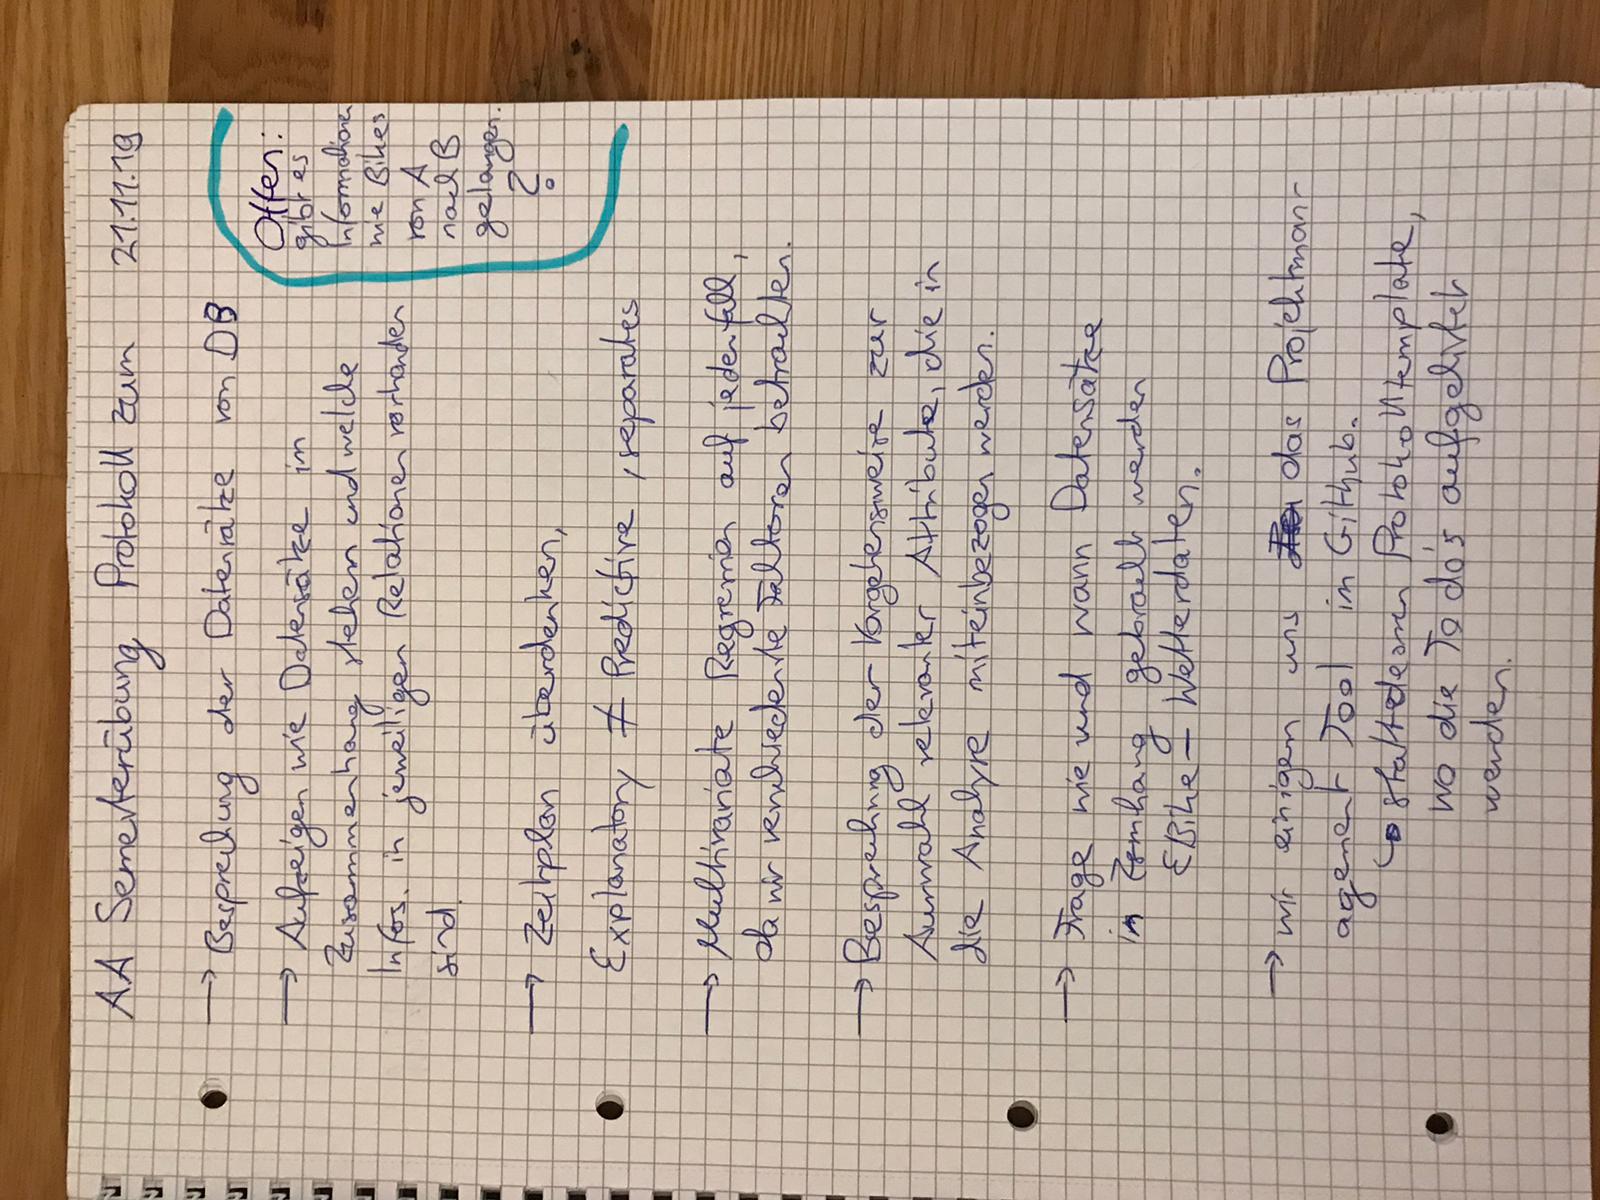 AA Semesterübung Protokoll zum 21.11.19
→ Besprechung der Datensätze von DB
→ Aufzeigen wie Datensätze im
Zusammenhang stehen und welche
Infos. in jeweiligen Relationen vorhanden
sind.
Offen:
gibt es
Informationen
wie Bikes
von A
nach B
gelangen.
?
→ Zeitplan überdenken,
Explanatory ≠ Predictive, separates
→ Multivariate Regression auf jeden fall,
da wir verschiedenste Faktoren betrachten.
→ Besprechung der Vorgehensweise zur
Auswahl relevanter Attribute, die in
die Analyse miteinbezogen werden.
→ Frage wie und wann Datensätze
in Zsmhang gebracht werden
EBike – Wetterdaten.
→ wir einigen uns das Projektman-
agement Tool im GitHub.
↳ stattdessen Protokolltemplate,
wo die To do's aufgelistet
werden.